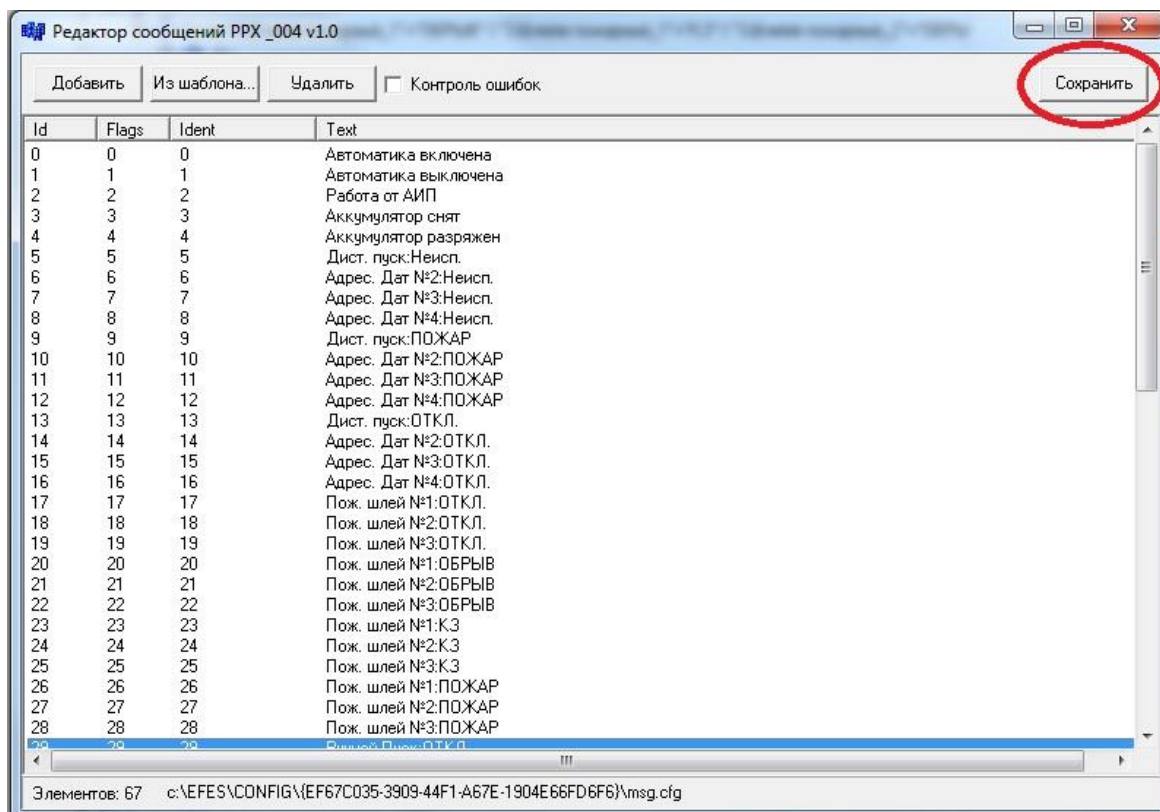 Редактор сообщений PPX _004 v1.0
Добавить Из шаблона... Удалить Контроль ошибок Сохранить
Id Flags Ident Text
0 0 0 Автоматика включена
1 1 1 Автоматика выключена
2 2 2 Работа от АИП
3 3 3 Аккумулятор снят
4 4 4 Аккумулятор разряжен
5 5 5 Дист. пуск:Неисп.
6 6 6 Адрес. Дат №2:Неисп.
7 7 7 Адрес. Дат №3:Неисп.
8 8 8 Адрес. Дат №4:Неисп.
9 9 9 Дист. пуск:ПОЖАР
10 10 10 Адрес. Дат №2:ПОЖАР
11 11 11 Адрес. Дат №3:ПОЖАР
12 12 12 Адрес. Дат №4:ПОЖАР
13 13 13 Дист. пуск:ОТКЛ.
14 14 14 Адрес. Дат №2:ОТКЛ.
15 15 15 Адрес. Дат №3:ОТКЛ.
16 16 16 Адрес. Дат №4:ОТКЛ.
17 17 17 Пож. шлей №1:ОТКЛ.
18 18 18 Пож. шлей №2:ОТКЛ.
19 19 19 Пож. шлей №3:ОТКЛ.
20 20 20 Пож. шлей №1:ОБРЫВ
21 21 21 Пож. шлей №2:ОБРЫВ
22 22 22 Пож. шлей №3:ОБРЫВ
23 23 23 Пож. шлей №1:КЗ
24 24 24 Пож. шлей №2:КЗ
25 25 25 Пож. шлей №3:КЗ
26 26 26 Пож. шлей №1:ПОЖАР
27 27 27 Пож. шлей №2:ПОЖАР
28 28 28 Пож. шлей №3:ПОЖАР
29 29 29 Ручной Пуск:ОТКЛ
Элементов: 67 c:\EFES\CONFIG\{EF67C035-3909-44F1-A67E-1904E66FD6F6}\msg.cfg